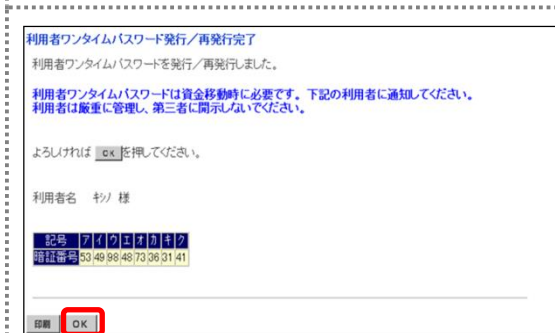 利用者ワンタイムパスワード発行／再発行完了
利用者ワンタイムパスワードを発行／再発行しました。
利用者ワンタイムパスワードは資金移動時に必要です。下記の利用者に通知してください。
利用者は厳重に管理し、第三者に開示しないでください。
よろしければ OK を押してください。
利用者名 ｷｼﾉ 様
記号 ア イ ウ エ オ カ キ ク
暗証番号 53 49 98 48 73 36 31 41
印刷 OK